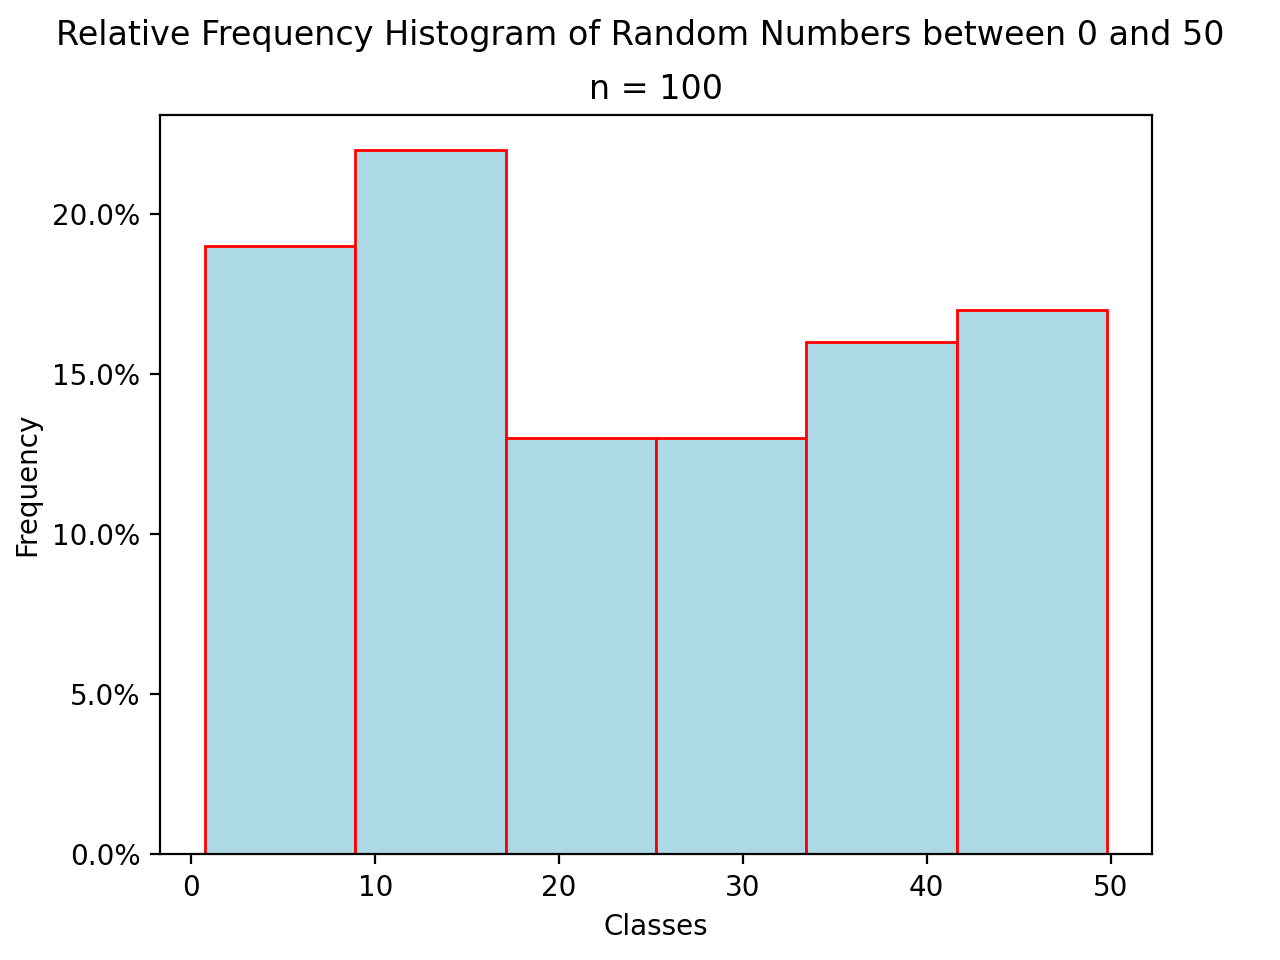 Relative Frequency Histogram of Random Numbers between 0 and 50
n = 100
Frequency
20.0%
15.0%
10.0%
5.0%
0.0%
0 10 20 30 40 50
Classes